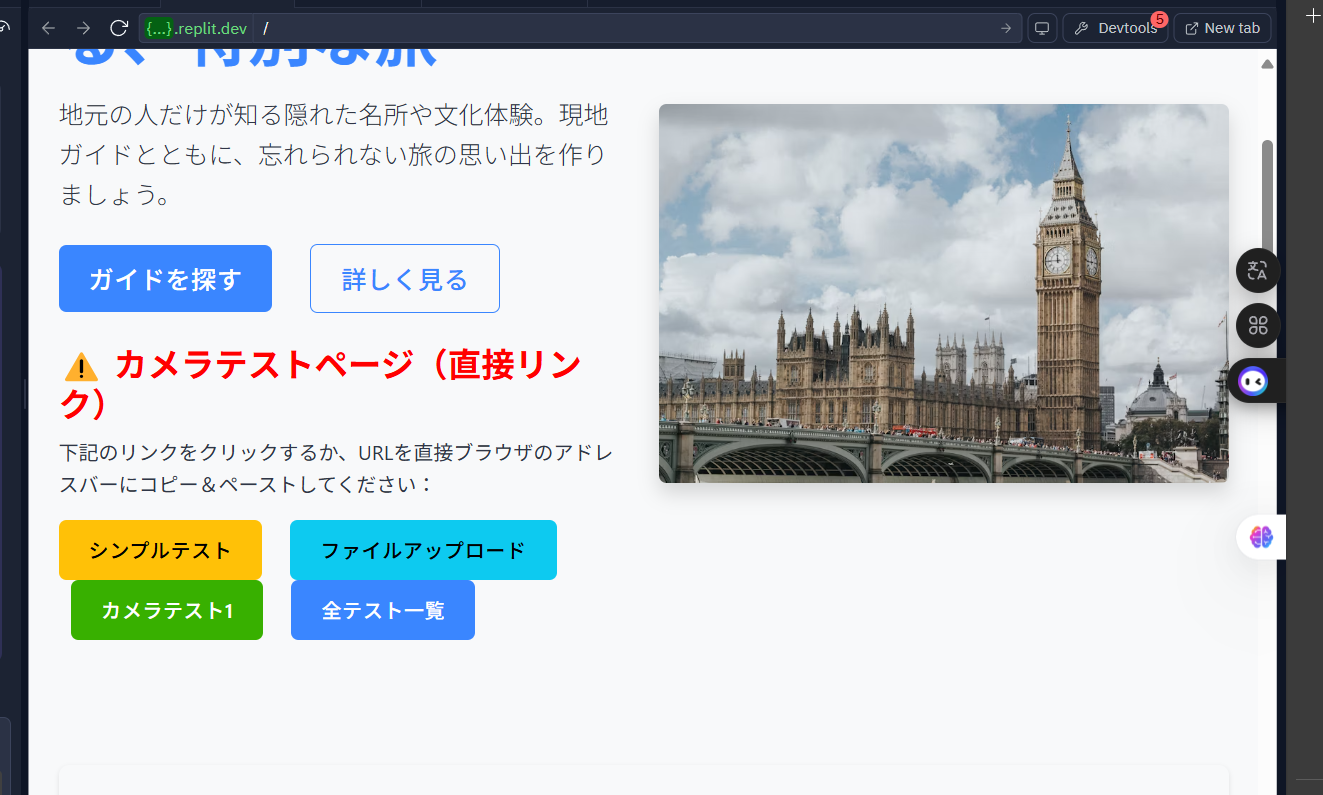 {...}.replit.dev /
Devtools 5
New tab
る、特別な旅
地元の人だけが知る隠れた名所や文化体験。現地
ガイドとともに、忘れられない旅の思い出を作り
ましょう。
ガイドを探す
詳しく見る
⚠ カメラテストページ（直接リン
ク）
下記のリンクをクリックするか、URLを直接ブラウザのアドレ
スバーにコピー＆ペーストしてください：
シンプルテスト
ファイルアップロード
カメラテスト1
全テスト一覧